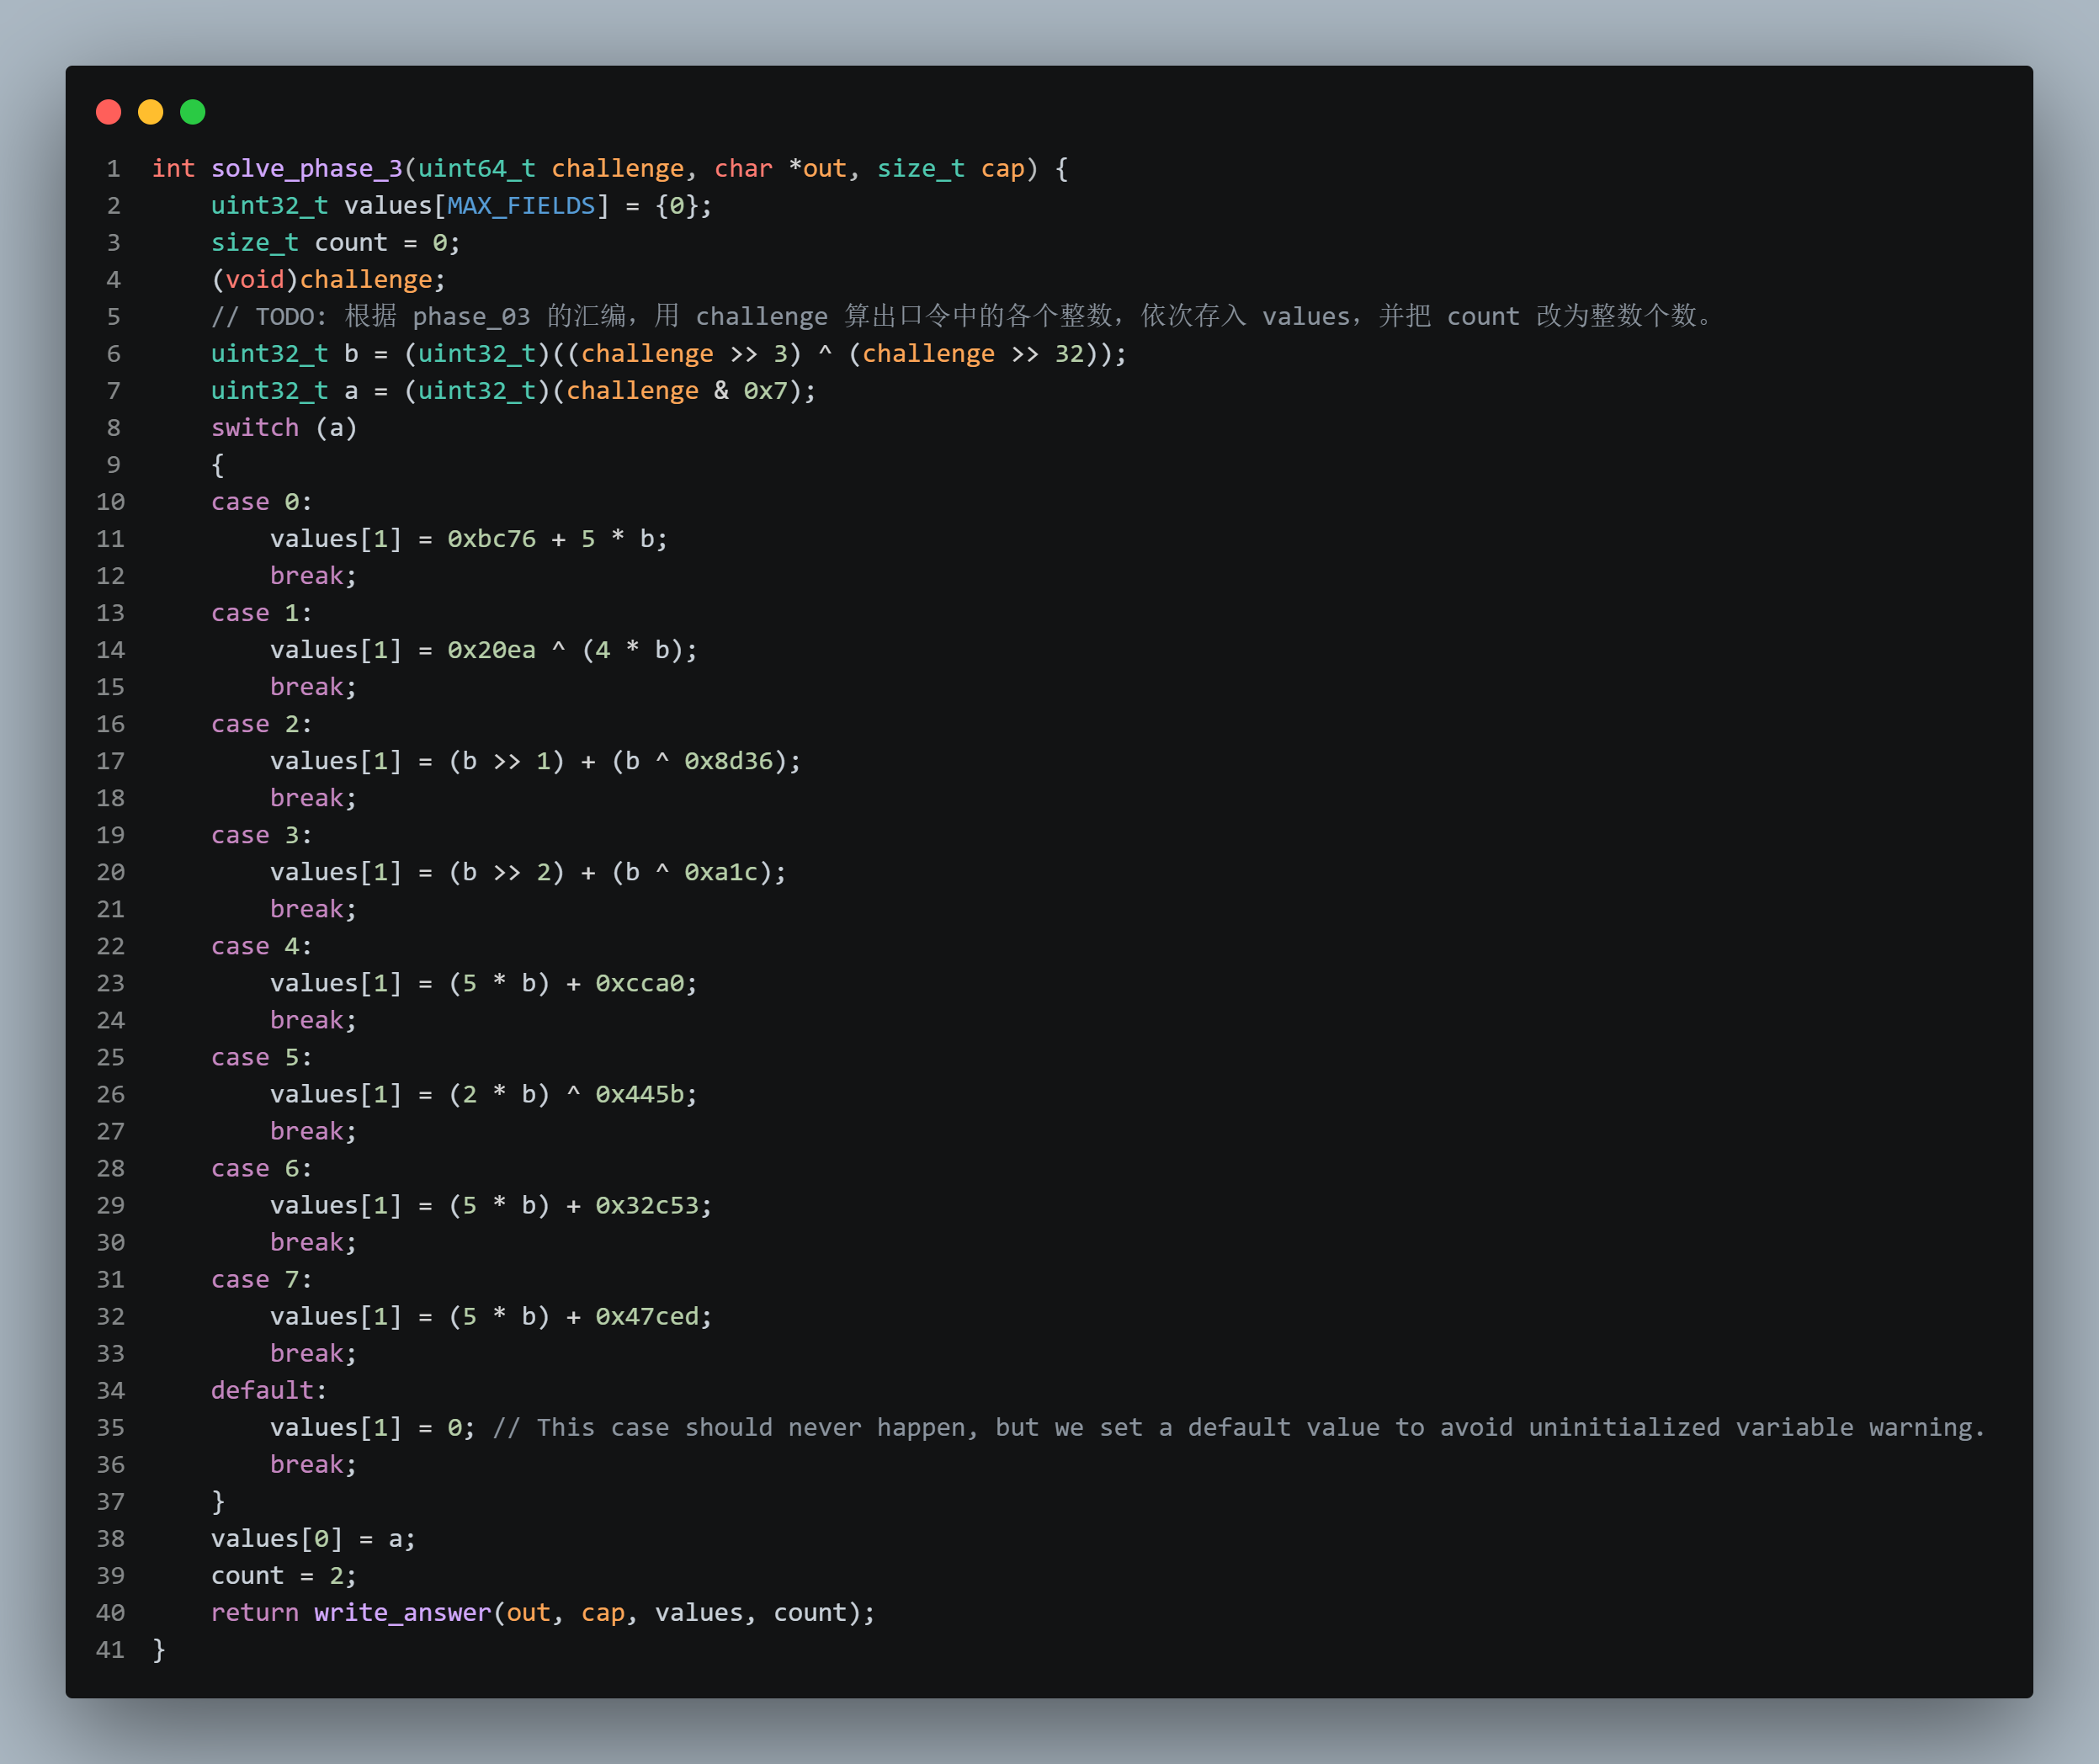 1 int solve_phase_3(uint64_t challenge, char *out, size_t cap) {
2     uint32_t values[MAX_FIELDS] = {0};
3     size_t count = 0;
4     (void)challenge;
5     // TODO: 根据 phase_03 的汇编，用 challenge 算出口令中的各个整数，依次存入 values，并把 count 改为整数个数。
6     uint32_t b = (uint32_t)((challenge >> 3) ^ (challenge >> 32));
7     uint32_t a = (uint32_t)(challenge & 0x7);
8     switch (a)
9     {
10     case 0:
11         values[1] = 0xbc76 + 5 * b;
12         break;
13     case 1:
14         values[1] = 0x20ea ^ (4 * b);
15         break;
16     case 2:
17         values[1] = (b >> 1) + (b ^ 0x8d36);
18         break;
19     case 3:
20         values[1] = (b >> 2) + (b ^ 0xa1c);
21         break;
22     case 4:
23         values[1] = (5 * b) + 0xcca0;
24         break;
25     case 5:
26         values[1] = (2 * b) ^ 0x445b;
27         break;
28     case 6:
29         values[1] = (5 * b) + 0x32c53;
30         break;
31     case 7:
32         values[1] = (5 * b) + 0x47ced;
33         break;
34     default:
35         values[1] = 0; // This case should never happen, but we set a default value to avoid uninitialized variable warning.
36         break;
37     }
38     values[0] = a;
39     count = 2;
40     return write_answer(out, cap, values, count);
41 }